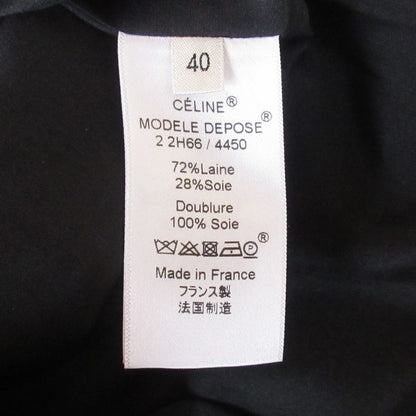 40
CÉLINE®
MODELE DEPOSE®
2 2H66 / 4450
72%Laine
28%Soie
Doublure
100% Soie
P ®
Made in France
フランス製
法国制造